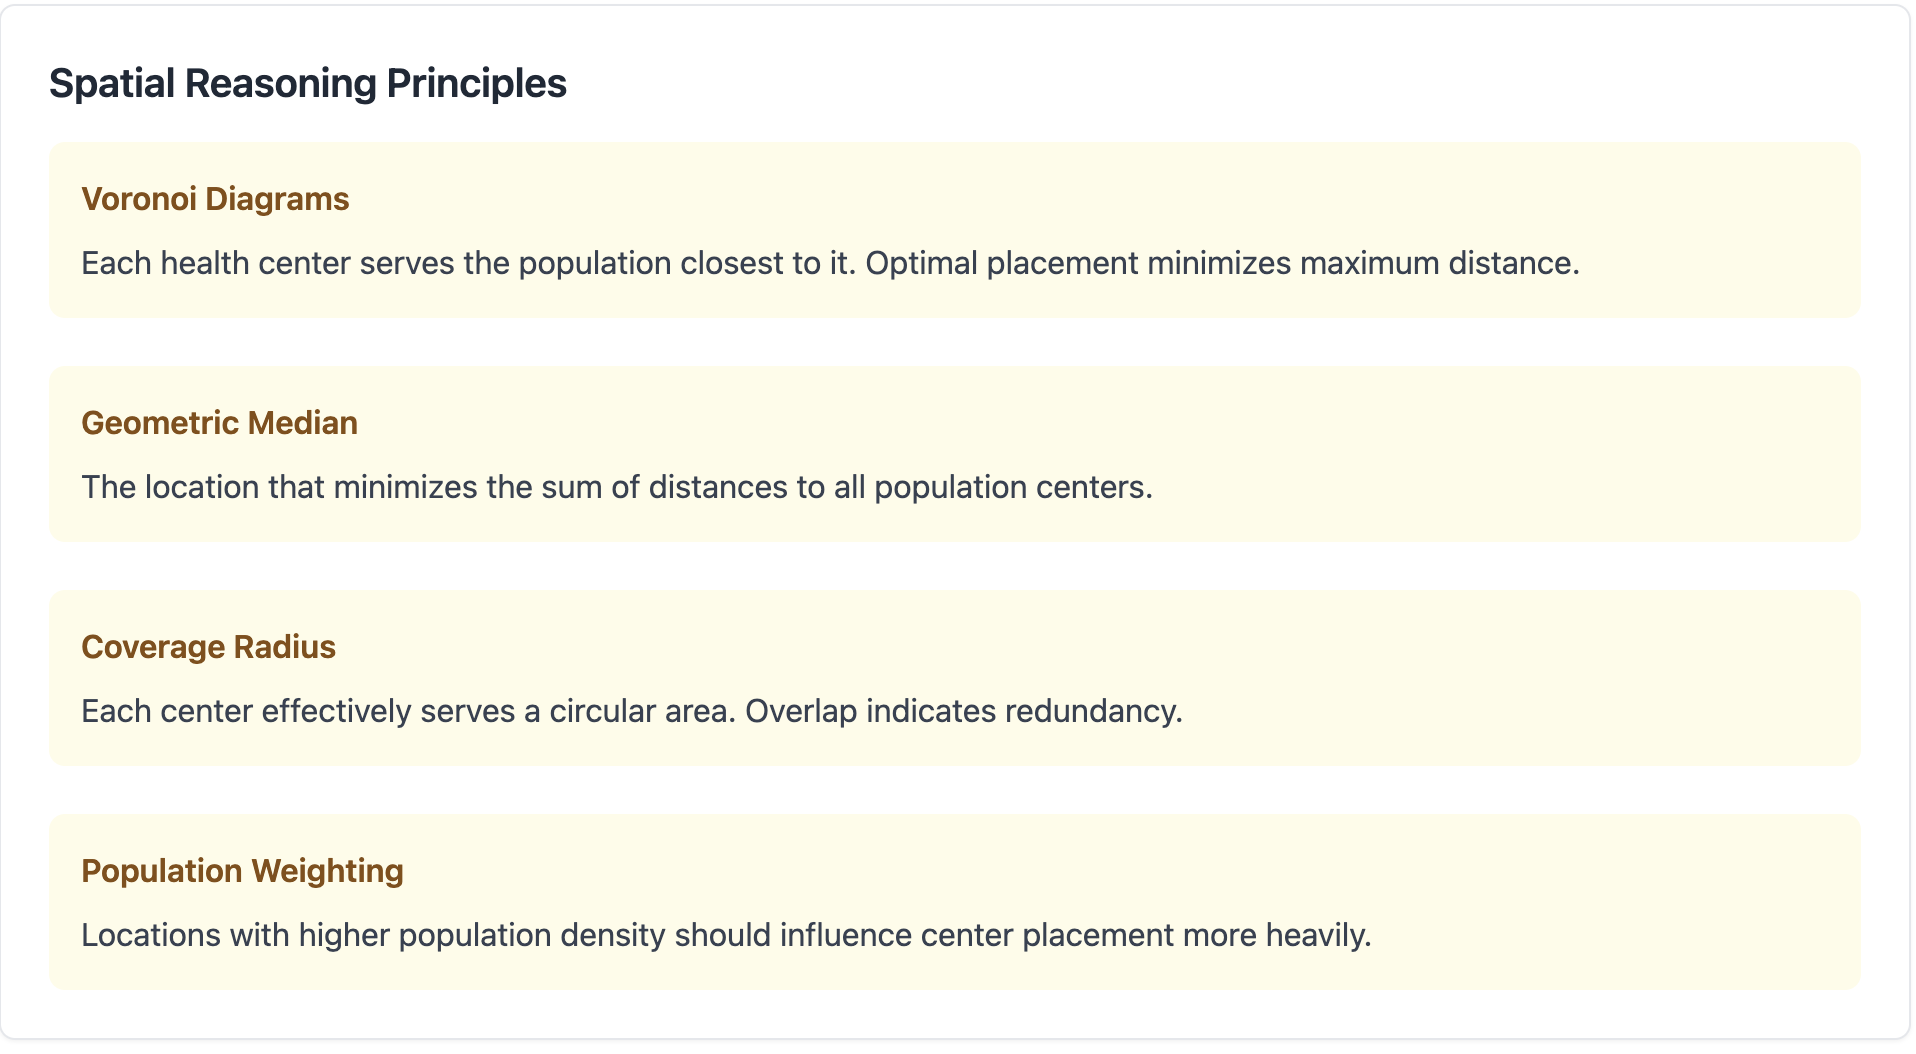 Spatial Reasoning Principles
Voronoi Diagrams
Each health center serves the population closest to it. Optimal placement minimizes maximum distance.
Geometric Median
The location that minimizes the sum of distances to all population centers.
Coverage Radius
Each center effectively serves a circular area. Overlap indicates redundancy.
Population Weighting
Locations with higher population density should influence center placement more heavily.